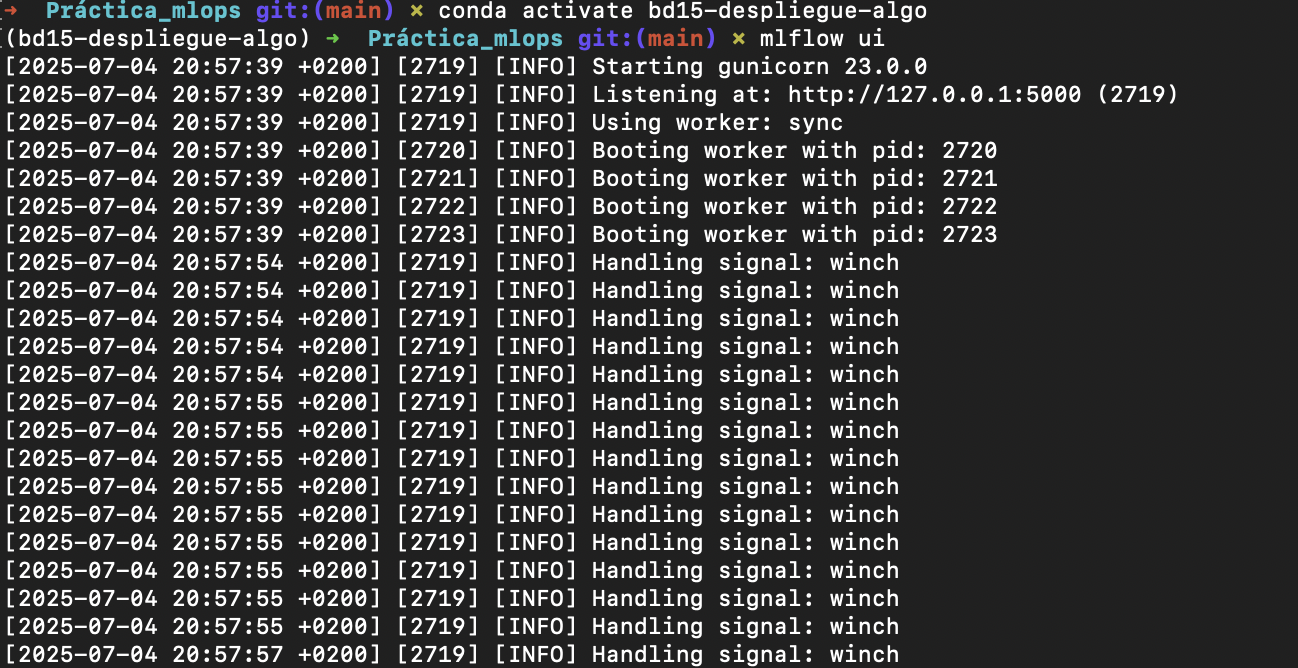 → Práctica_mlops git:(main) × conda activate bd15-despliegue-algo
(bd15-despliegue-algo) → Práctica_mlops git:(main) × mlflow ui
[2025-07-04 20:57:39 +0200] [2719] [INFO] Starting gunicorn 23.0.0
[2025-07-04 20:57:39 +0200] [2719] [INFO] Listening at: http://127.0.0.1:5000 (2719)
[2025-07-04 20:57:39 +0200] [2719] [INFO] Using worker: sync
[2025-07-04 20:57:39 +0200] [2720] [INFO] Booting worker with pid: 2720
[2025-07-04 20:57:39 +0200] [2721] [INFO] Booting worker with pid: 2721
[2025-07-04 20:57:39 +0200] [2722] [INFO] Booting worker with pid: 2722
[2025-07-04 20:57:39 +0200] [2723] [INFO] Booting worker with pid: 2723
[2025-07-04 20:57:54 +0200] [2719] [INFO] Handling signal: winch
[2025-07-04 20:57:54 +0200] [2719] [INFO] Handling signal: winch
[2025-07-04 20:57:54 +0200] [2719] [INFO] Handling signal: winch
[2025-07-04 20:57:54 +0200] [2719] [INFO] Handling signal: winch
[2025-07-04 20:57:54 +0200] [2719] [INFO] Handling signal: winch
[2025-07-04 20:57:55 +0200] [2719] [INFO] Handling signal: winch
[2025-07-04 20:57:55 +0200] [2719] [INFO] Handling signal: winch
[2025-07-04 20:57:55 +0200] [2719] [INFO] Handling signal: winch
[2025-07-04 20:57:55 +0200] [2719] [INFO] Handling signal: winch
[2025-07-04 20:57:55 +0200] [2719] [INFO] Handling signal: winch
[2025-07-04 20:57:55 +0200] [2719] [INFO] Handling signal: winch
[2025-07-04 20:57:55 +0200] [2719] [INFO] Handling signal: winch
[2025-07-04 20:57:55 +0200] [2719] [INFO] Handling signal: winch
[2025-07-04 20:57:55 +0200] [2719] [INFO] Handling signal: winch
[2025-07-04 20:57:57 +0200] [2719] [INFO] Handling signal: winch